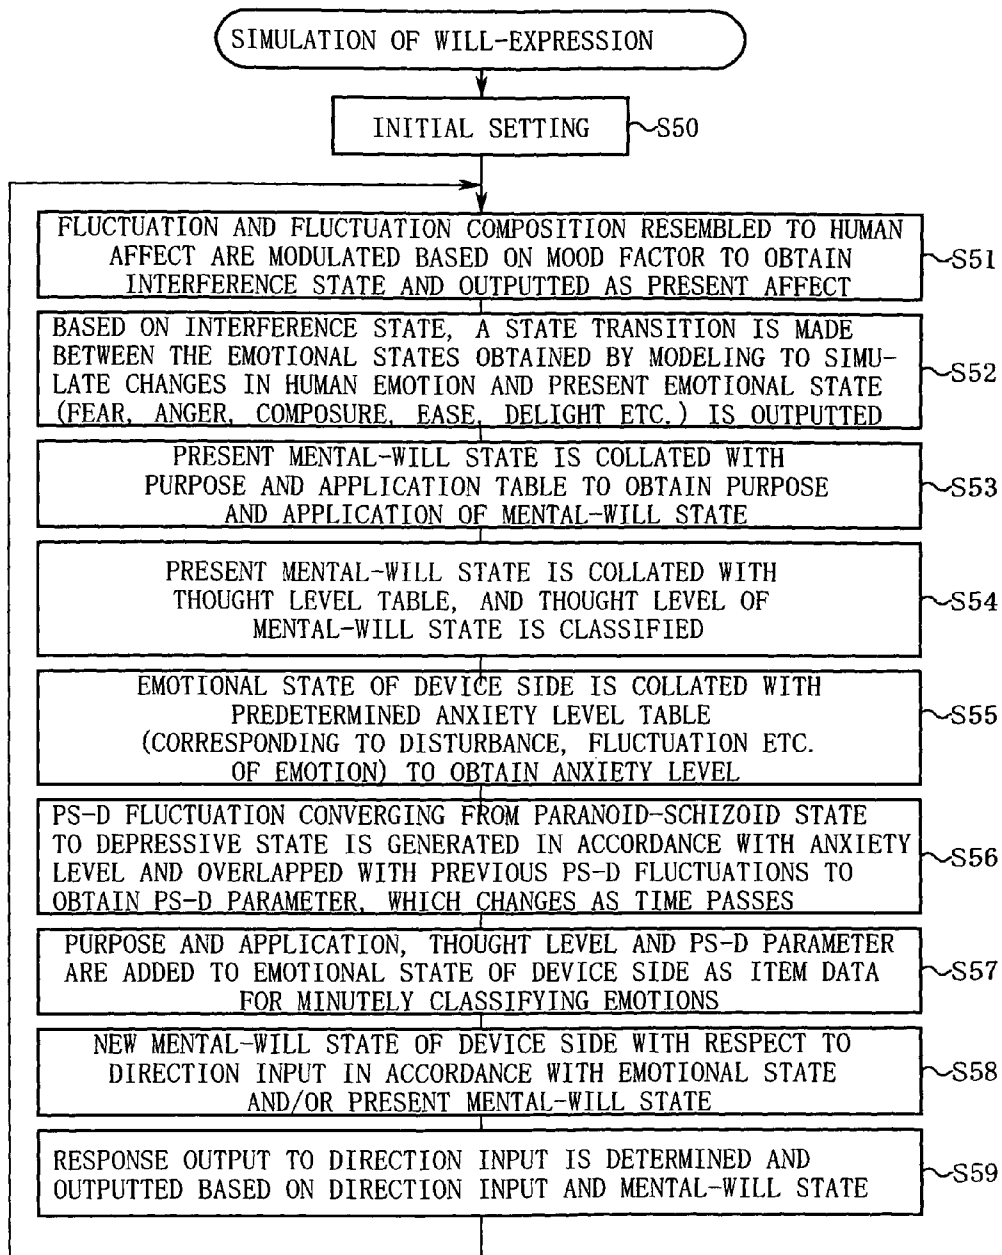 SIMULATION OF WILL-EXPRESSION
INITIAL SETTING
S50
FLUCTUATION AND FLUCTUATION COMPOSITION RESEMBLED TO HUMAN
AFFECT ARE MODULATED BASED ON MOOD FACTOR TO OBTAIN
INTERFERENCE STATE AND OUTPUTTED AS PRESENT AFFECT
S51
BASED ON INTERFERENCE STATE, A STATE TRANSITION IS MADE
BETWEEN THE EMOTIONAL STATES OBTAINED BY MODELING TO SIMU-
LATE CHANGES IN HUMAN EMOTION AND PRESENT EMOTIONAL STATE
(FEAR, ANGER, COMPOSURE, EASE, DELIGHT ETC.) IS OUTPUTTED
S52
PRESENT MENTAL-WILL STATE IS COLLATED WITH
PURPOSE AND APPLICATION TABLE TO OBTAIN PURPOSE
AND APPLICATION OF MENTAL-WILL STATE
S53
PRESENT MENTAL-WILL STATE IS COLLATED WITH
THOUGHT LEVEL TABLE, AND THOUGHT LEVEL OF
MENTAL-WILL STATE IS CLASSIFIED
S54
EMOTIONAL STATE OF DEVICE SIDE IS COLLATED WITH
PREDETERMINED ANXIETY LEVEL TABLE
(CORRESPONDING TO DISTURBANCE, FLUCTUATION ETC.
OF EMOTION) TO OBTAIN ANXIETY LEVEL
S55
PS-D FLUCTUATION CONVERGING FROM PARANOID-SCHIZOID STATE
TO DEPRESSIVE STATE IS GENERATED IN ACCORDANCE WITH ANXIETY
LEVEL AND OVERLAPPED WITH PREVIOUS PS-D FLUCTUATIONS TO
OBTAIN PS-D PARAMETER, WHICH CHANGES AS TIME PASSES
S56
PURPOSE AND APPLICATION, THOUGHT LEVEL AND PS-D PARAMETER
ARE ADDED TO EMOTIONAL STATE OF DEVICE SIDE AS ITEM DATA
FOR MINUTELY CLASSIFYING EMOTIONS
S57
NEW MENTAL-WILL STATE OF DEVICE SIDE WITH RESPECT TO
DIRECTION INPUT IN ACCORDANCE WITH EMOTIONAL STATE
AND/OR PRESENT MENTAL-WILL STATE
S58
RESPONSE OUTPUT TO DIRECTION INPUT IS DETERMINED AND
OUTPUTTED BASED ON DIRECTION INPUT AND MENTAL-WILL STATE
S59